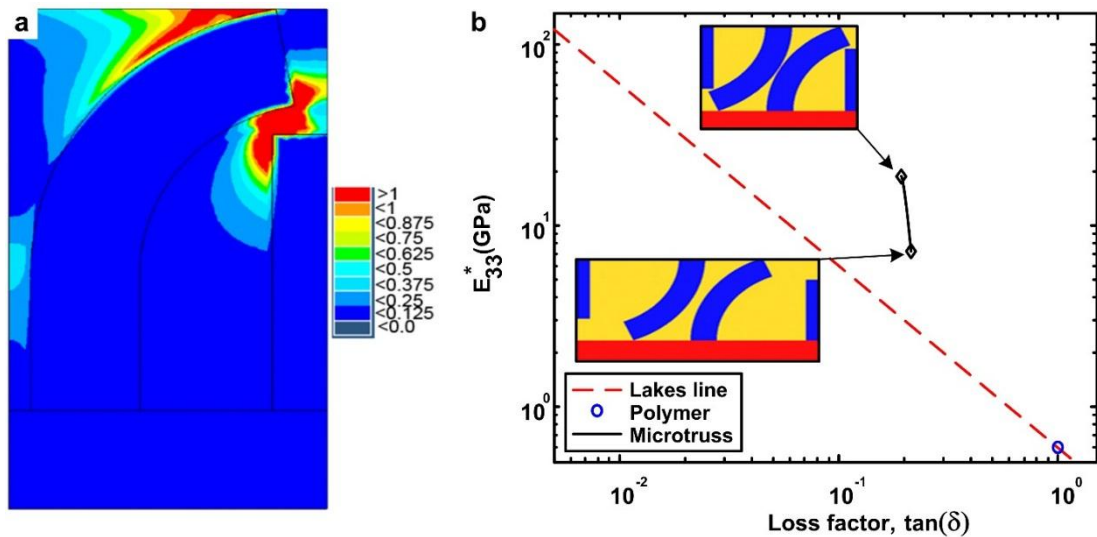 a
>1
<1
<0.875
<0.75
<0.625
<0.5
<0.375
<0.25
<0.125
<0.0
b
E*33(GPa)
10²
10¹
10⁰
Lakes line
Polymer
Microtruss
10⁻²
10⁻¹
10⁰
Loss factor, tan(δ)